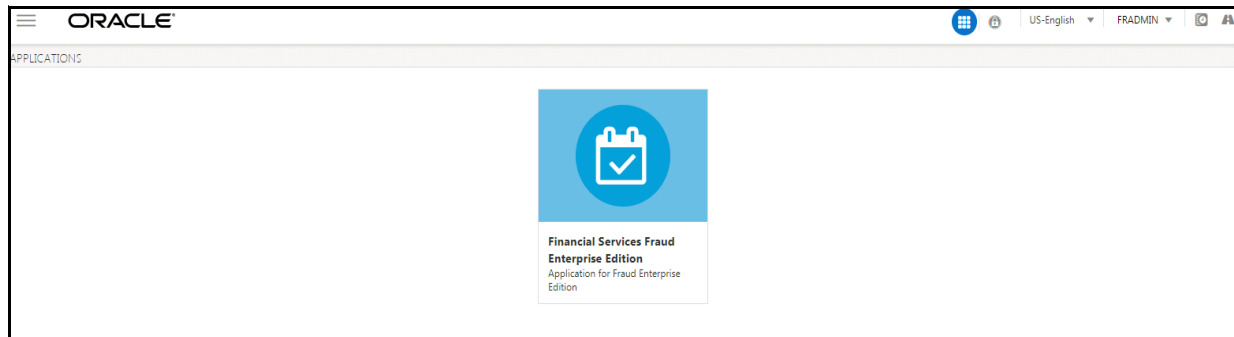 ORACLE
US-English
FRADMIN
APPLICATIONS
Financial Services Fraud
Enterprise Edition
Application for Fraud Enterprise
Edition